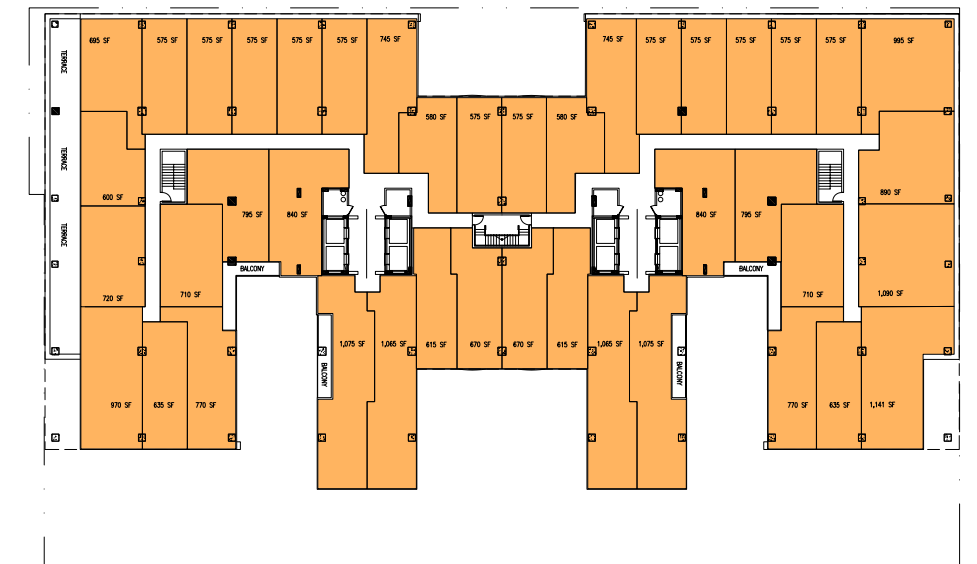 695 SF
575 SF
575 SF
575 SF
575 SF
575 SF
745 SF
745 SF
575 SF
575 SF
575 SF
575 SF
575 SF
995 SF
TERRACE
580 SF
575 SF
575 SF
580 SF
TERRACE
600 SF
795 SF
840 SF
840 SF
795 SF
890 SF
TERRACE
BALCONY
BALCONY
720 SF
710 SF
710 SF
1,090 SF
1,075 SF
1,065 SF
615 SF
670 SF
670 SF
615 SF
1,065 SF
1,075 SF
BALCONY
BALCONY
970 SF
635 SF
770 SF
770 SF
635 SF
1,141 SF